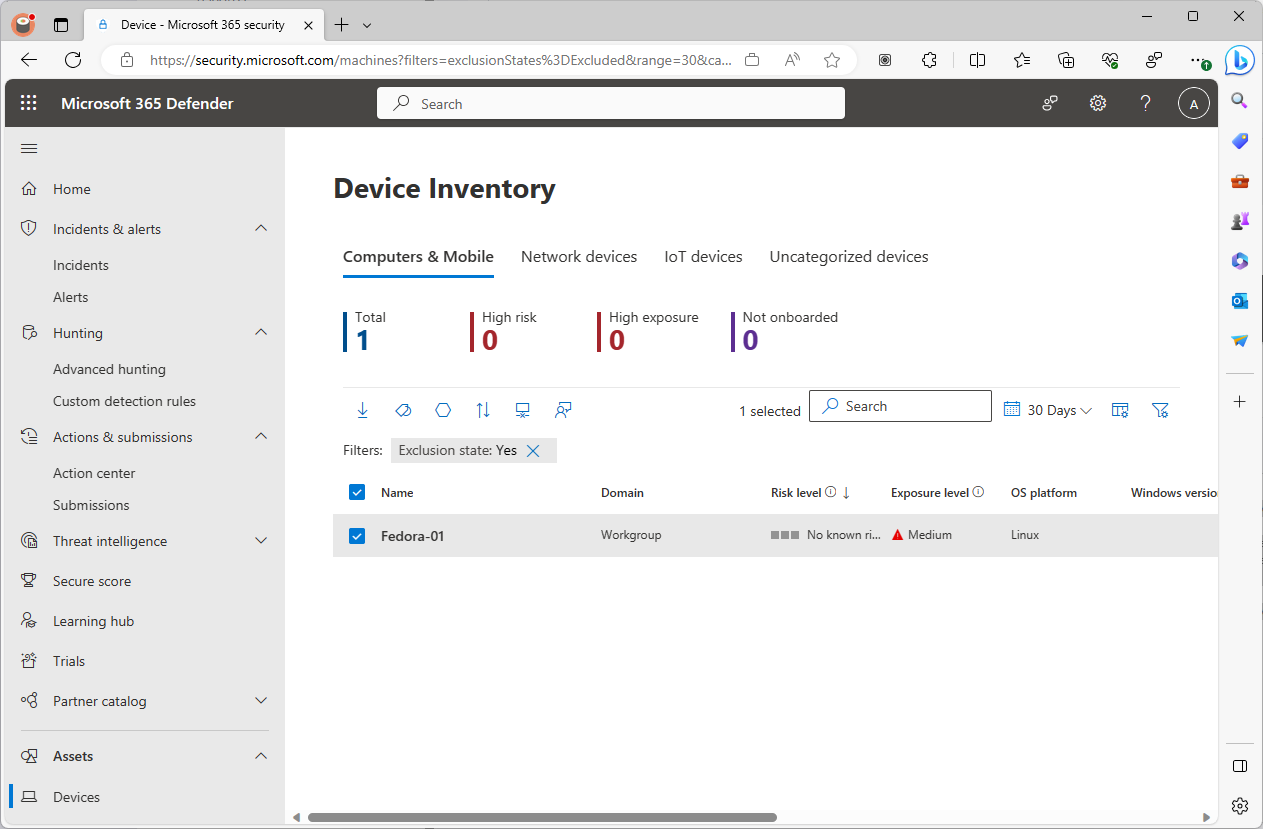 Device - Microsoft 365 security
https://security.microsoft.com/machines?filters=exclusionStates%3DExcluded&range=30&ca...
Microsoft 365 Defender
Search
A
Home
Incidents & alerts
Incidents
Alerts
Hunting
Advanced hunting
Custom detection rules
Actions & submissions
Action center
Submissions
Threat intelligence
Secure score
Learning hub
Trials
Partner catalog
Assets
Devices
Device Inventory
Computers & Mobile Network devices IoT devices Uncategorized devices
Total High risk High exposure Not onboarded
1 0 0 0
1 selected Search 30 Days
Filters: Exclusion state: Yes
Name Domain Risk level Exposure level OS platform Windows versio
Fedora-01 Workgroup No known ri... Medium Linux